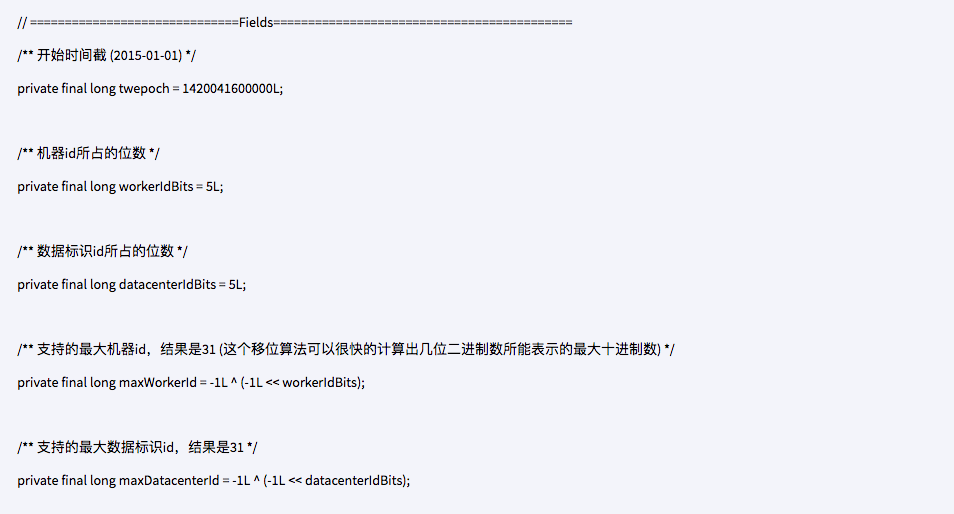 // ==============================Fields===========================================
/** 开始时间截 (2015-01-01) */
private final long twepoch = 1420041600000L;
/** 机器id所占的位数 */
private final long workerIdBits = 5L;
/** 数据标识id所占的位数 */
private final long datacenterIdBits = 5L;
/** 支持的最大机器id，结果是31 (这个移位算法可以很快的计算出几位二进制数所能表示的最大十进制数) */
private final long maxWorkerId = -1L ^ (-1L << workerIdBits);
/** 支持的最大数据标识id，结果是31 */
private final long maxDatacenterId = -1L ^ (-1L << datacenterIdBits);